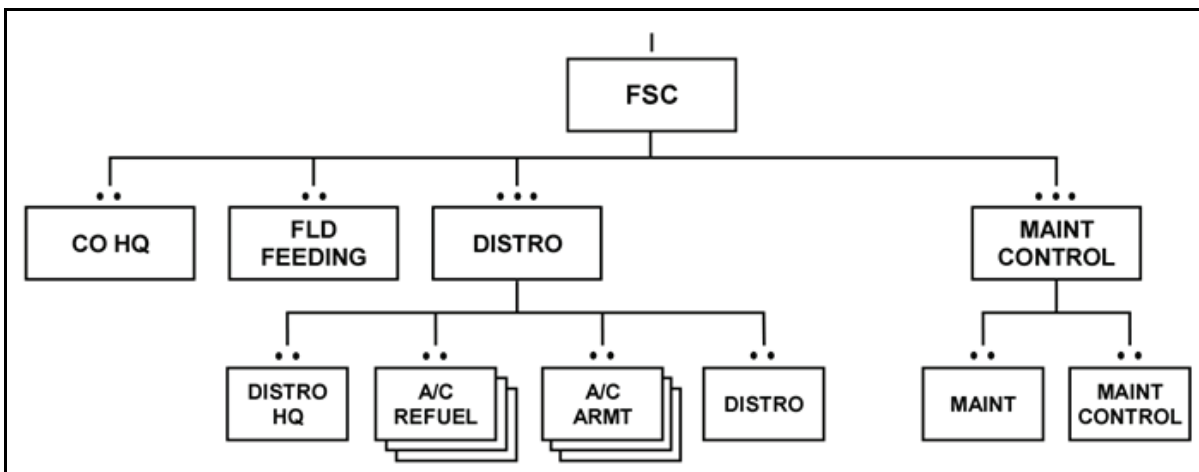 FSC
CO HQ
FLD
FEEDING
DISTRO
MAINT
CONTROL
DISTRO
HQ
A/C
REFUEL
A/C
ARMT
DISTRO
MAINT
MAINT
CONTROL